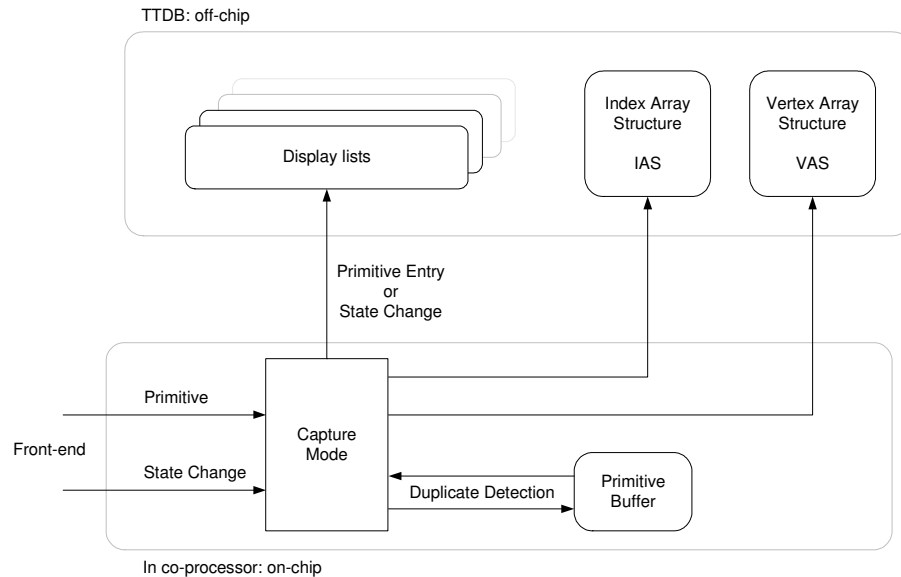 TTDB: off-chip
Display lists
Index Array
Structure
IAS
Vertex Array
Structure
VAS
Primitive Entry
or
State Change
Primitive
Front-end
State Change
Capture
Mode
Duplicate Detection
Primitive
Buffer
In co-processor: on-chip